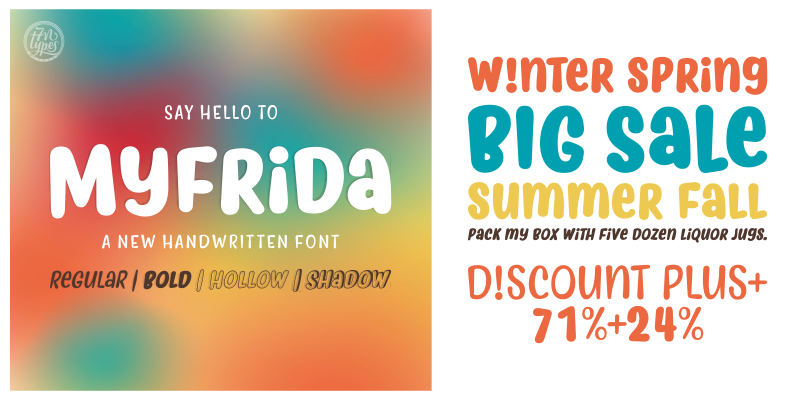 7NTypes
SAY HELLO TO
MYFRiDa
A NEW HANDWRITTEN FONT
REGULaR | BOLD | HOLLOW | SHADOW
W!NTER SPRiNg
BIG SaLe
SUMMER FaLL
PaCK MY BOX WiTH FiVe DOZEN LiQUOR JUgS.
D!SCOUNT PLUS+
71%+24%